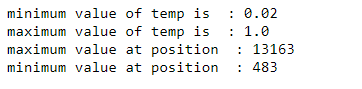 minimum value of temp is  : 0.02
maximum value of temp is  : 1.0
maximum value at position  : 13163
minimum value at position  : 483